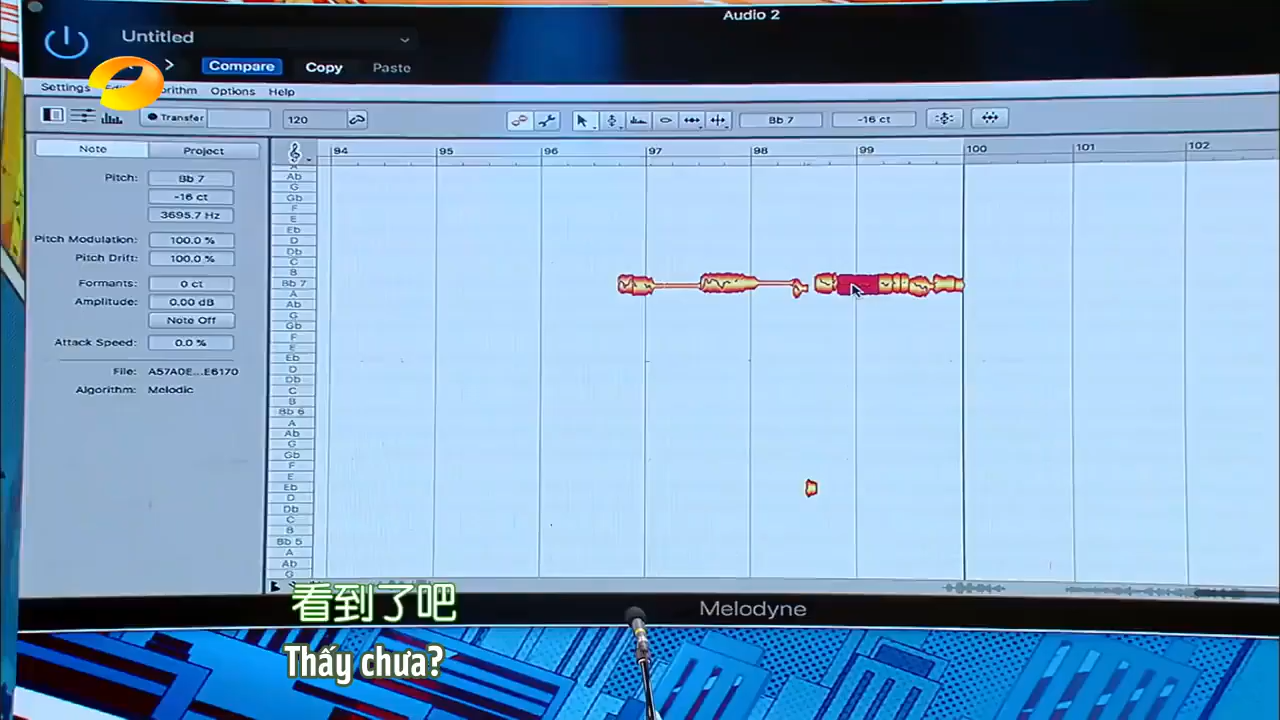 Audio 2
Untitled
Compare Copy Paste
Settings Options Help
Transfer 120 Bb 7 -16 ct
Note Project
94 95 96 97 98 99 100 101 102
Pitch: Bb 7
-16 ct
3695.7 Hz
Pitch Modulation: 100.0 %
Pitch Drift: 100.0 %
Formants: 0 ct
Amplitude: 0.00 dB
Note Off
Attack Speed: 0.0 %
File: A57A0E...E6170
Algorithm: Melodic
Ab
G
Gb
F
E
Eb
D
Db
C
B
Bb 7
A
Ab
G
Gb
F
E
Eb
D
Db
C
B
Bb 6
A
Ab
G
Gb
F
E
Eb
D
Db
C
B
Bb 5
A
Ab
G
Melodyne
看到了吧
Thấy chưa?